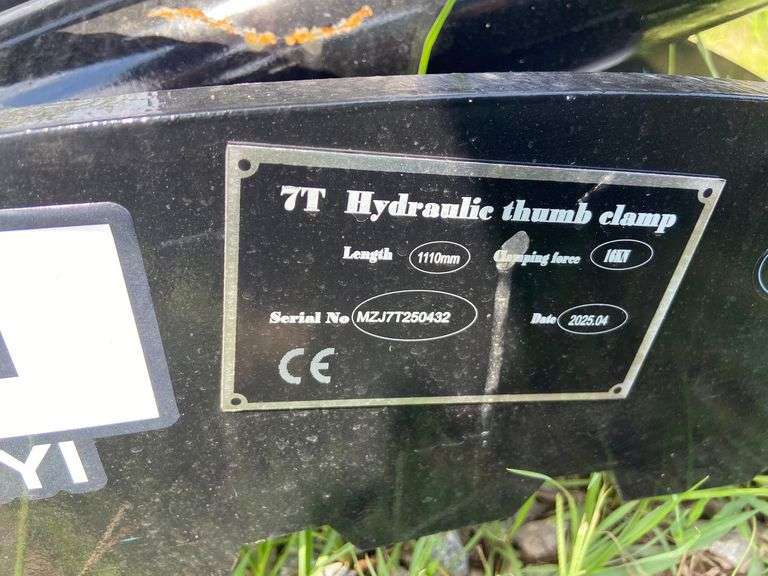 7T Hydraulic thumb clamp
Length 1110mm Clamping force 16KN
Serial No MZJ7T250432 Date 2025.04
CE
YI